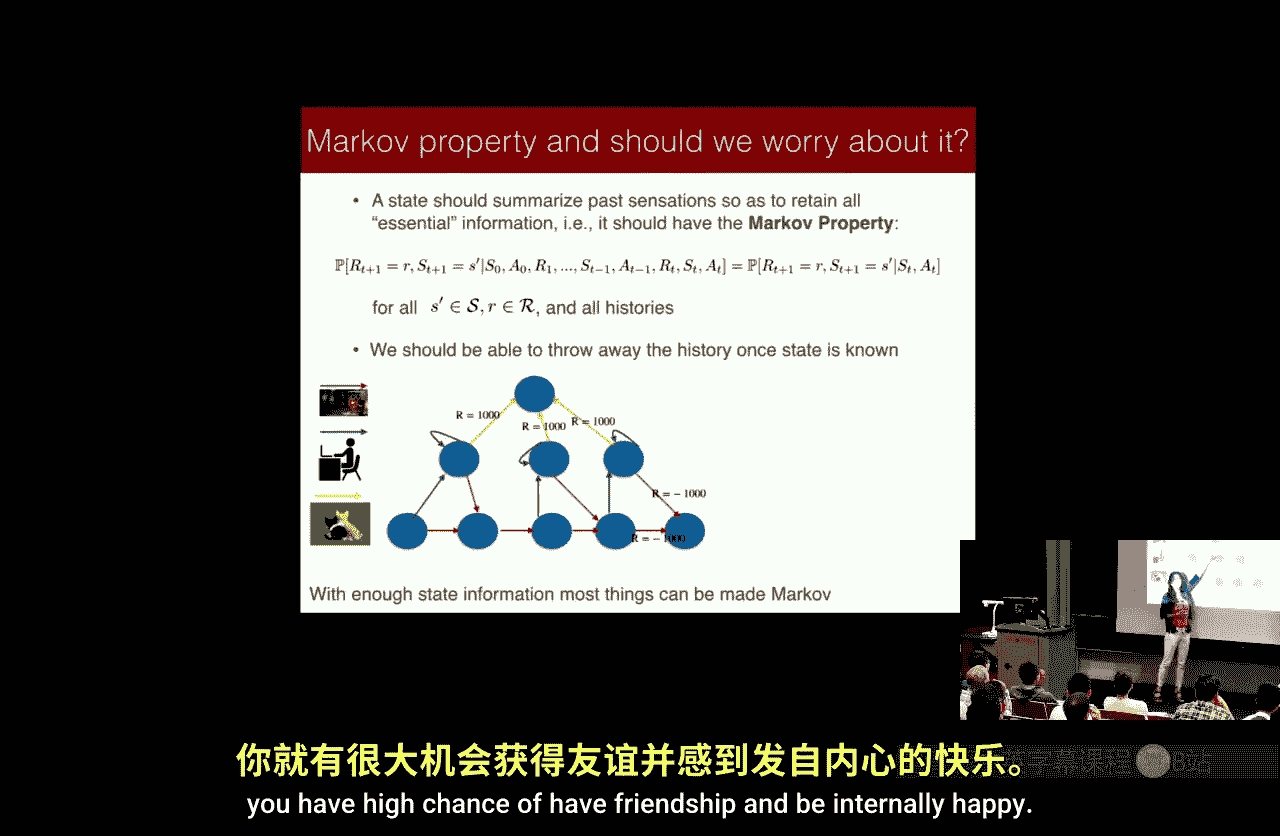 Markov property and should we worry about it?
• A state should summarize past sensations so as to retain all
“essential” information, i.e., it should have the Markov Property:
ℙ[R_{t+1} = r, S_{t+1} = s′|S_0, A_0, R_1, ..., S_{t−1}, A_{t−1}, R_t, S_t, A_t] = ℙ[R_{t+1} = r, S_{t+1} = s′|S_t, A_t]
for all s′ ∈ 𝒮, r ∈ ℛ, and all histories
• We should be able to throw away the history once state is known
R = 1000
R = 1000
R = 1000
R = − 1000
R = − 1000
With enough state information most things can be made Markov
你就有很大机会获得友谊并感到发自内心的快乐。
you have high chance of have friendship and be internally happy.